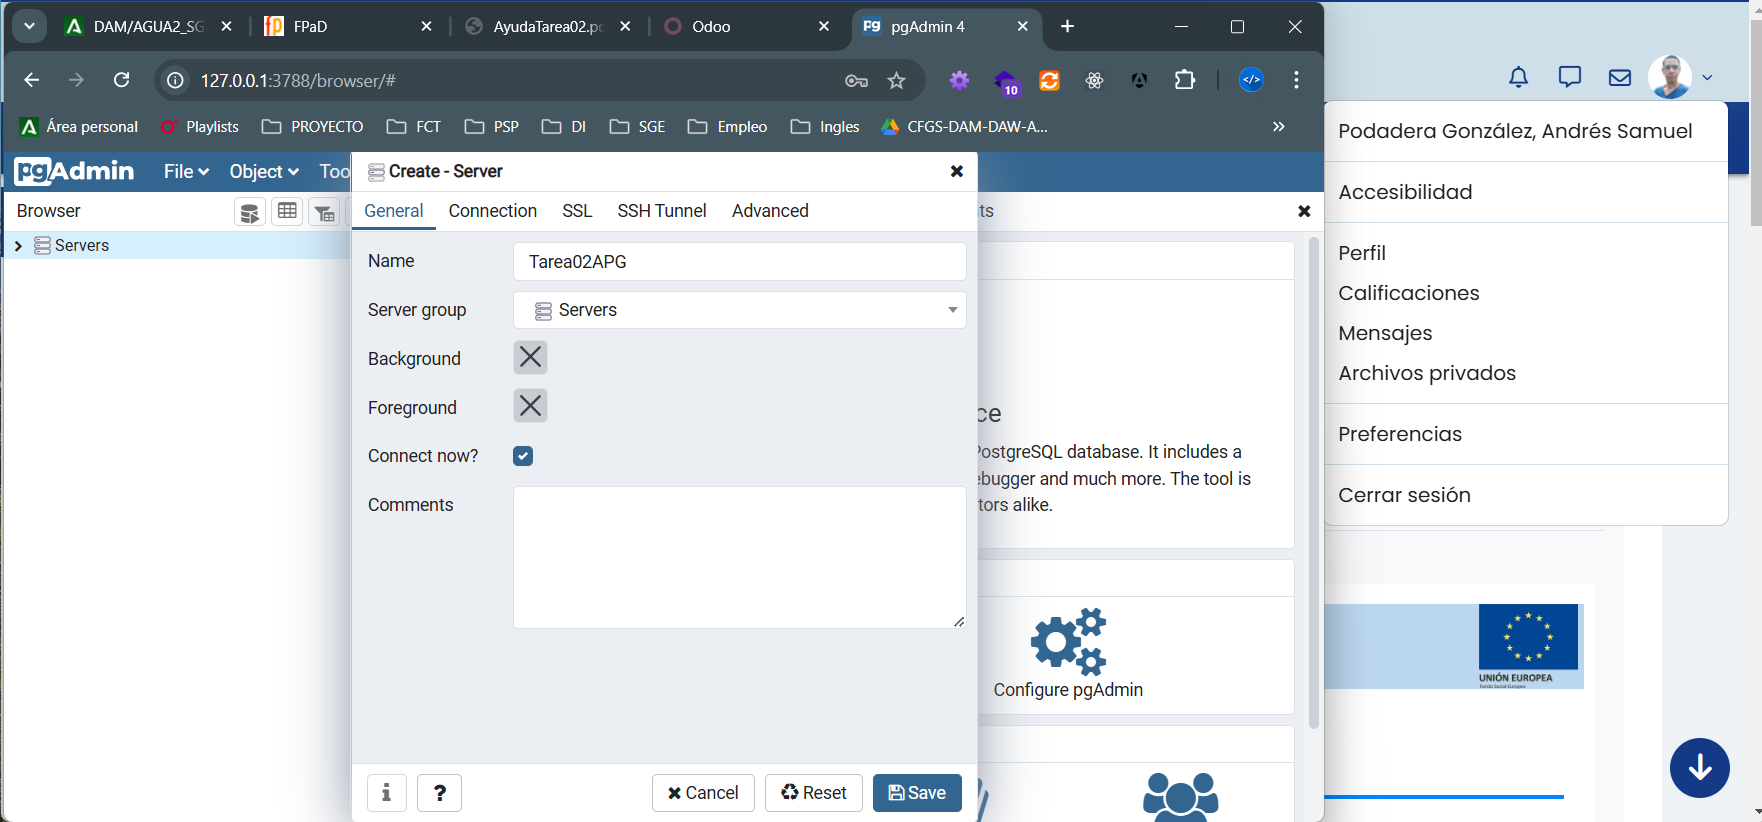 DAM/AGUA2_SG
FPaD
AyudaTarea02.pd
Odoo
pgAdmin 4
127.0.0.1:3788/browser/#
10
Área personal
Playlists
PROYECTO
FCT
PSP
DI
SGE
Empleo
Ingles
CFGS-DAM-DAW-A...
pgAdmin
File
Object
Too
Create - Server
Browser
General
Connection
SSL
SSH Tunnel
Advanced
ts
Servers
Name
Tarea02APG
Server group
Servers
Background
Foreground
Connect now?
Comments
ce
PostgreSQL database. It includes a
ebugger and much more. The tool is
tors alike.
Configure pgAdmin
i
?
Cancel
Reset
Save
Podadera González, Andrés Samuel
Accesibilidad
Perfil
Calificaciones
Mensajes
Archivos privados
Preferencias
Cerrar sesión
UNIÓN EUROPEA
Fondo Social Europeo